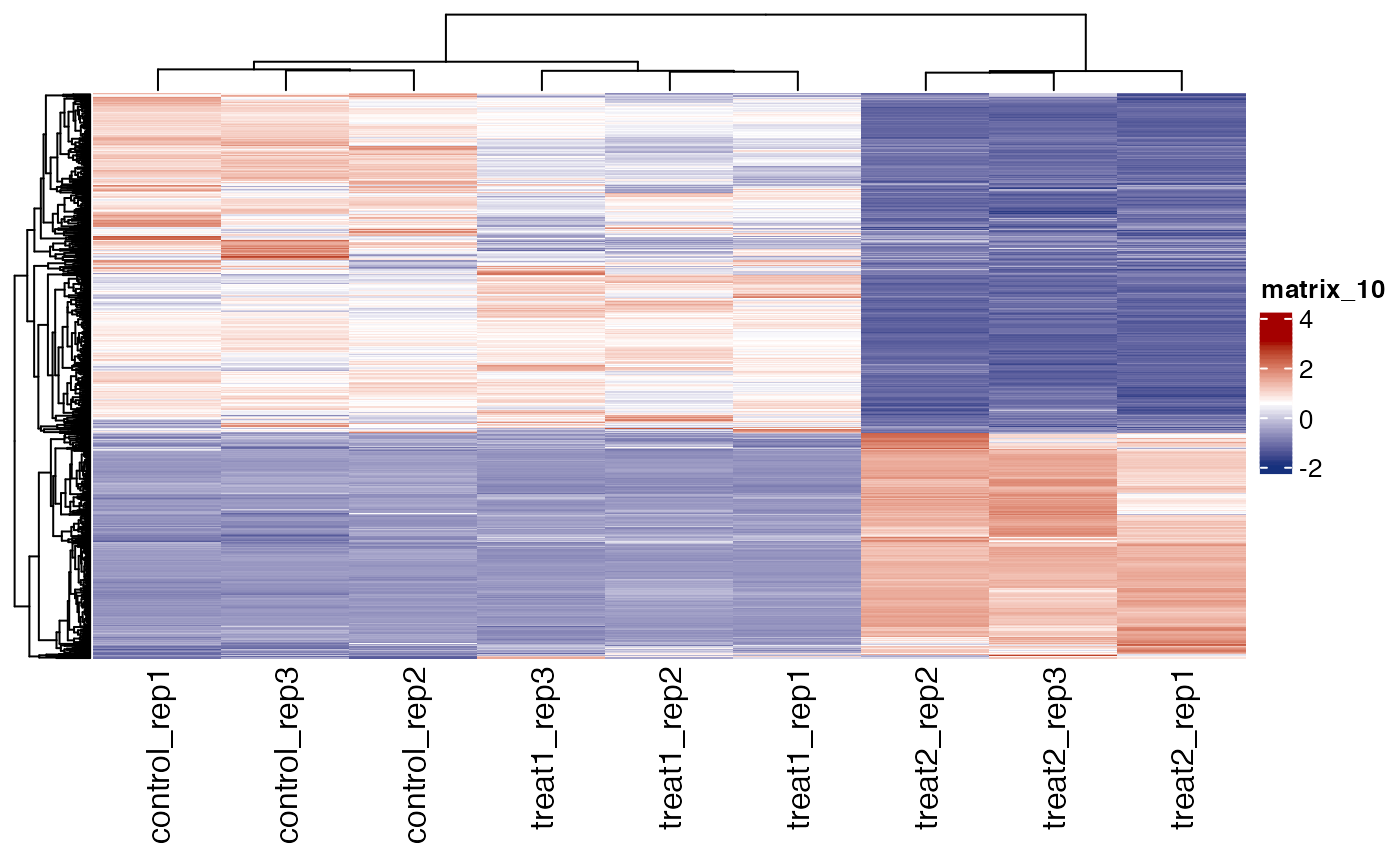 matrix_10
4
2
0
-2
control_rep1
control_rep3
control_rep2
treat1_rep3
treat1_rep2
treat1_rep1
treat2_rep2
treat2_rep3
treat2_rep1